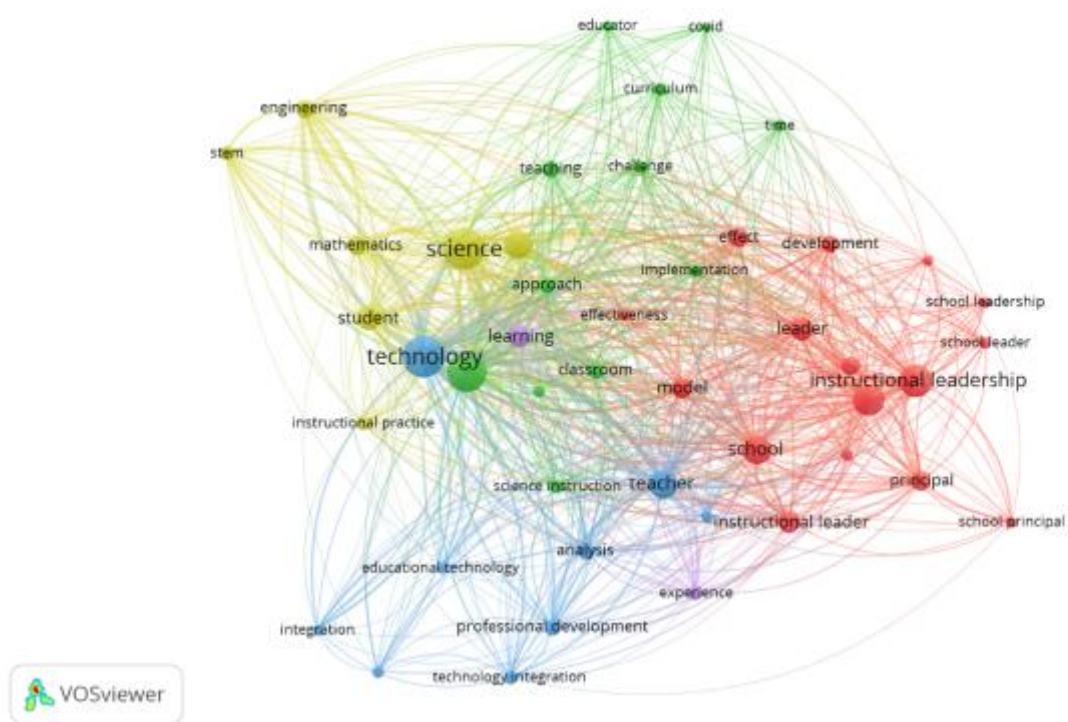 educator
covid
curriculum
engineering
time
stem
teaching
challenge
mathematics
science
effect
development
implementation
approach
school leadership
student
effectiveness
leader
learning
school leader
technology
classroom
instructional leadership
model
instructional practice
school
principal
science instruction
teacher
instructional leader
school principal
analysis
educational technology
experience
integration
professional development
technology integration
VOSviewer